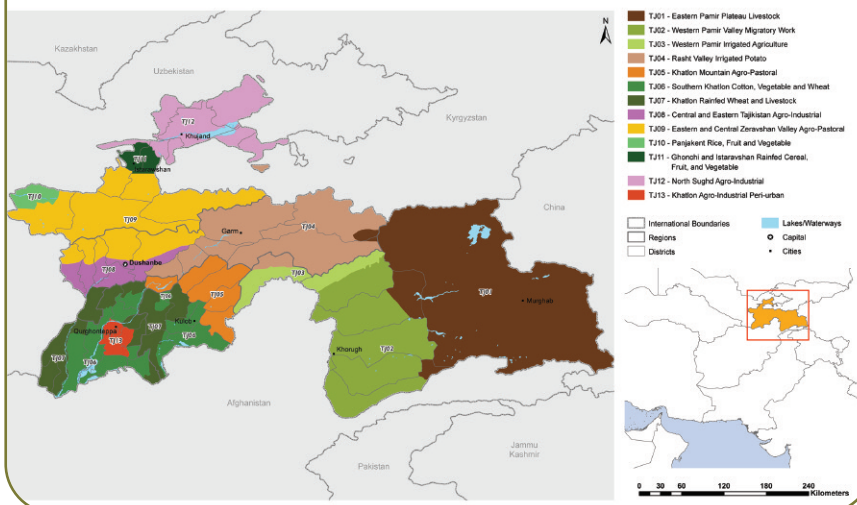 Kazakhstan
Uzbekistan
Kyrgyzstan
China
Afghanistan
Pakistan
Jammu
Kashmir
TJ12
Khujand
TJ11
Istaravshan
TJ10
TJ09
Garm
TJ04
Dushanbe
TJ08
TJ03
TJ01
Murghab
TJ05
TJ06
Kulob
TJ07
TJ06
Qurghonteppa
TJ13
TJ07
TJ06
Khorugh
TJ02
N
TJ01 - Eastern Pamir Plateau Livestock
TJ02 - Western Pamir Valley Migratory Work
TJ03 - Western Pamir Irrigated Agriculture
TJ04 - Rasht Valley Irrigated Potato
TJ05 - Khatlon Mountain Agro-Pastoral
TJ06 - Southern Khatlon Cotton, Vegetable and Wheat
TJ07 - Khatlon Rainfed Wheat and Livestock
TJ08 - Central and Eastern Tajikistan Agro-Industrial
TJ09 - Eastern and Central Zeravshan Valley Agro-Pastoral
TJ10 - Panjakent Rice, Fruit and Vegetable
TJ11 - Ghonchi and Istaravshan Rainfed Cereal,
Fruit, and Vegetable
TJ12 - North Sughd Agro-Industrial
TJ13 - Khatlon Agro-Industrial Peri-urban
International Boundaries
Regions
Districts
Lakes/Waterways
Capital
Cities
0 30 60 120 180 240
Kilometers